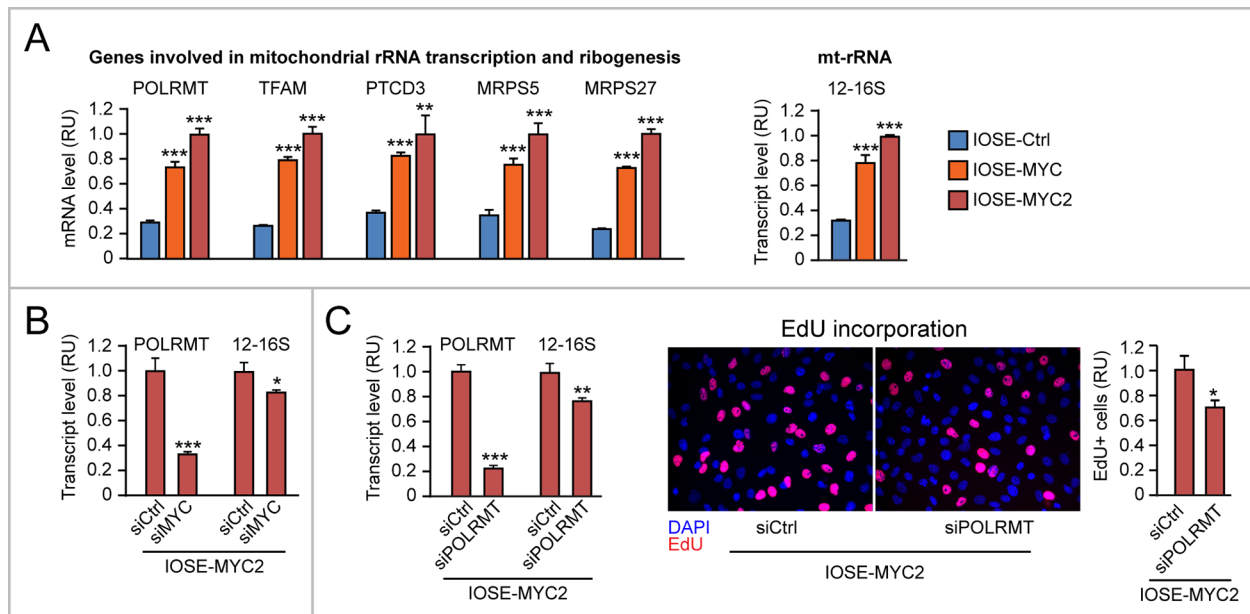 A
Genes involved in mitochondrial rRNA transcription and ribogenesis
POLRMT TFAM PTCD3 MRPS5 MRPS27
mRNA level (RU)
1.2
1.0
0.8
0.6
0.4
0.2
0
*** *** *** *** *** ** *** *** *** ***
mt-rRNA
12-16S
Transcript level (RU)
1.2
1.0
0.8
0.6
0.4
0.2
0
*** ***
IOSE-Ctrl
IOSE-MYC
IOSE-MYC2
B
POLRMT 12-16S
Transcript level (RU)
1.2
1.0
0.8
0.6
0.4
0.2
0
*** *
siCtrl siMYC siCtrl siMYC
IOSE-MYC2
C
POLRMT 12-16S
Transcript level (RU)
1.2
1.0
0.8
0.6
0.4
0.2
0
*** **
siCtrl siPOLRMT siCtrl siPOLRMT
IOSE-MYC2
EdU incorporation
DAPI
EdU
siCtrl siPOLRMT
IOSE-MYC2
EdU+ cells (RU)
1.2
1.0
0.8
0.6
0.4
0.2
0
*
siCtrl siPOLRMT
IOSE-MYC2